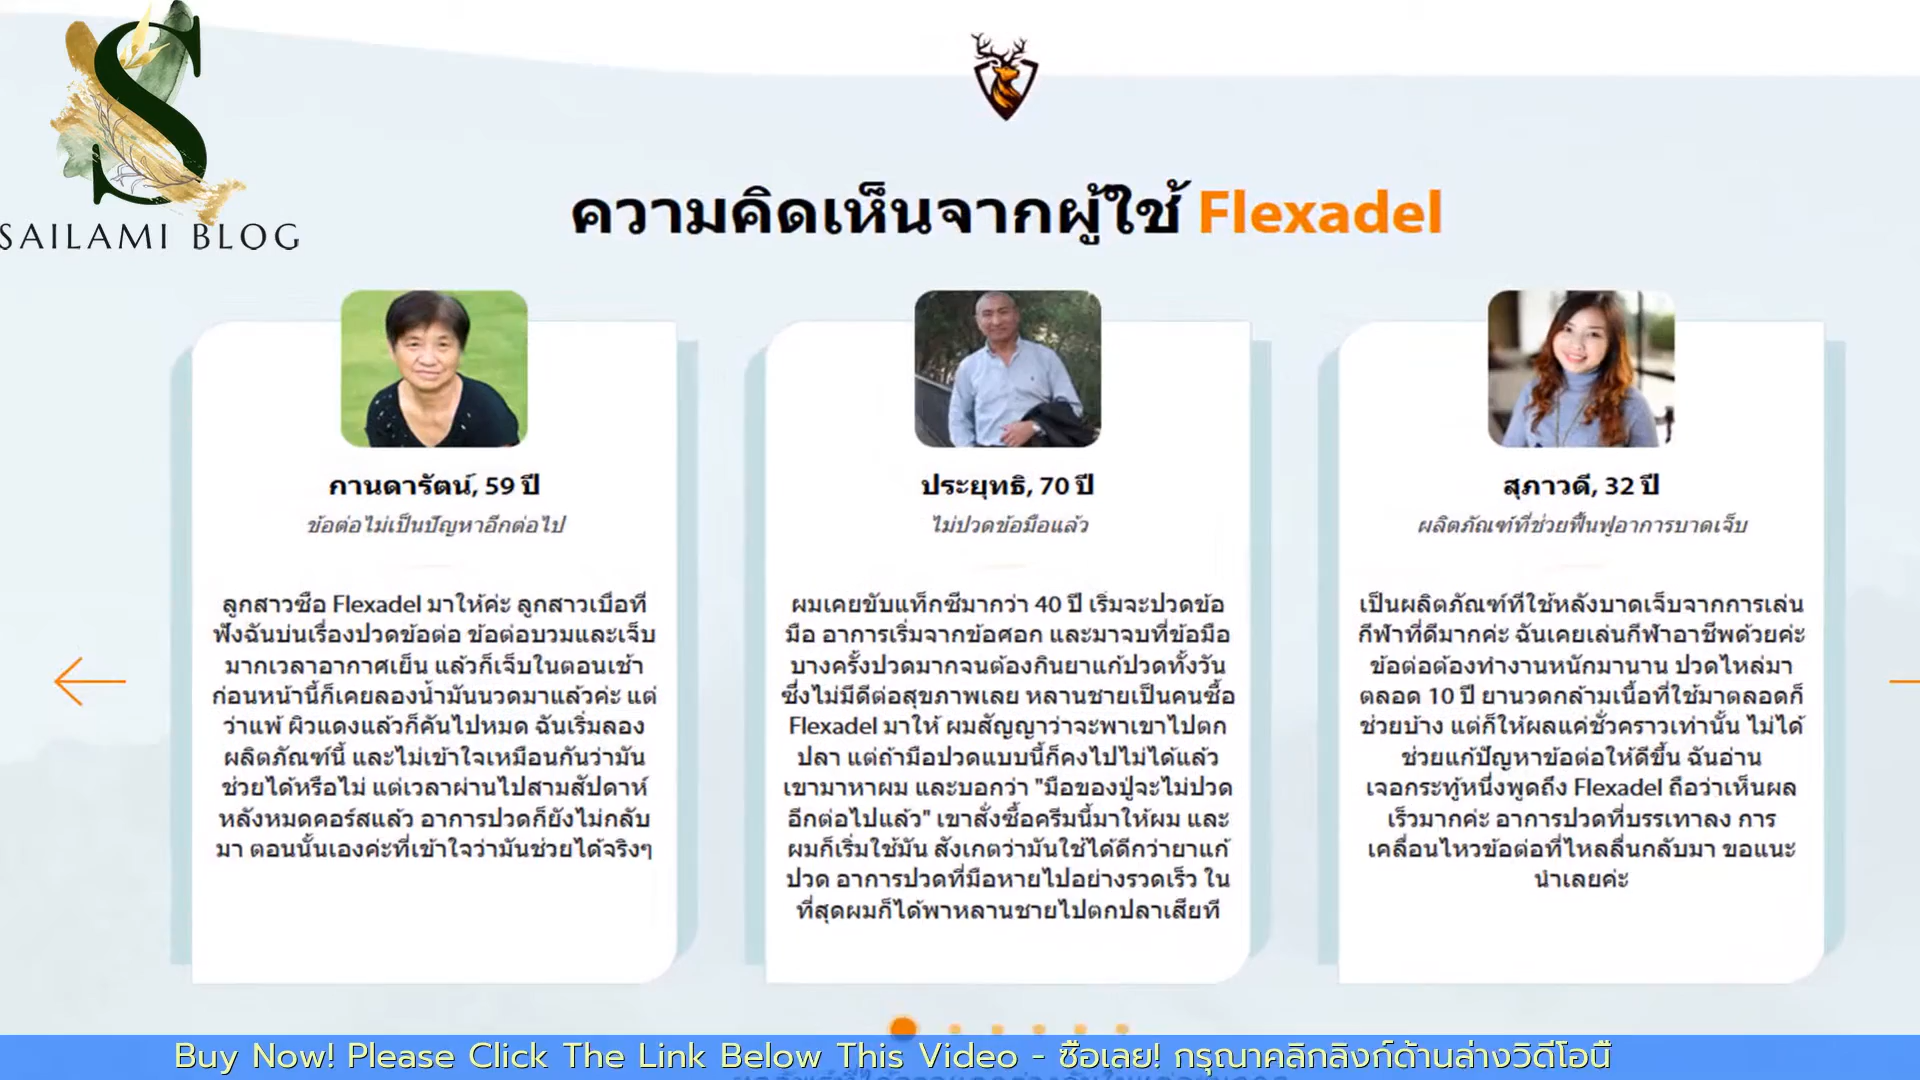 SAILAMI BLOG
ความคิดเห็นจากผู้ใช้ Flexadel
กานดารัตน์, 59 ปี
ข้อต่อไม่เป็นปัญหาอีกต่อไป
ลูกสาวซื้อ Flexadel มาให้ค่ะ ลูกสาวเบื่อที่
ฟังฉันบ่นเรื่องปวดข้อต่อ ข้อต่อบวมและเจ็บ
มากเวลาอากาศเย็น แล้วก็เจ็บในตอนเช้า
ก่อนหน้านี้ก็เคยลองน้ำมันนวดมาแล้วค่ะ แต่
ว่าแพ้ ผิวแดงแล้วก็คันไปหมด ฉันเริ่มลอง
ผลิตภัณฑ์นี้ และไม่เข้าใจเหมือนกันว่ามัน
ช่วยได้หรือไม่ แต่เวลาผ่านไปสามสัปดาห์
หลังหมดคอร์สแล้ว อาการปวดก็ยังไม่กลับ
มา ตอนนั้นเองค่ะที่เข้าใจว่ามันช่วยได้จริงๆ
ประยุทธิ, 70 ปี
ไม่ปวดข้อมือแล้ว
ผมเคยขับแท็กซีมากว่า 40 ปี เริ่มจะปวดข้อ
มือ อาการเริ่มจากข้อศอก และมาจบที่ข้อมือ
บางครั้งปวดมากจนต้องกินยาแก้ปวดทั้งวัน
ซึ่งไม่มีดีต่อสุขภาพเลย หลานชายเป็นคนซื้อ
Flexadel มาให้ ผมสัญญาว่าจะพาเขาไปตก
ปลา แต่ถ้ามือปวดแบบนี้ก็คงไปไม่ได้แล้ว
เขามาหาผม และบอกว่า "มือของปู่จะไม่ปวด
อีกต่อไปแล้ว" เขาสั่งซื้อครีมนี้มาให้ผม และ
ผมก็เริ่มใช้มัน สังเกตว่ามันใช้ได้ดีกว่ายาแก้
ปวด อาการปวดที่มือหายไปอย่างรวดเร็ว ใน
ที่สุดผมก็ได้พาหลานชายไปตกปลาเสียที
สุภาวดี, 32 ปี
ผลิตภัณฑ์ที่ช่วยฟื้นฟูอาการบาดเจ็บ
เป็นผลิตภัณฑ์ที่ใช้หลังบาดเจ็บจากการเล่น
กีฬาที่ดีมากค่ะ ฉันเคยเล่นกีฬาอาชีพด้วยค่ะ
ข้อต่อต้องทำงานหนักมานาน ปวดไหล่มา
ตลอด 10 ปี ยานวดกล้ามเนื้อที่ใช้มาตลอดก็
ช่วยบ้าง แต่ก็ให้ผลแค่ชั่วคราวเท่านั้น ไม่ได้
ช่วยแก้ปัญหาข้อต่อให้ดีขึ้น ฉันอ่าน
เจอกระทู้หนึ่งพูดถึง Flexadel ถือว่าเห็นผล
เร็วมากค่ะ อาการปวดที่บรรเทาลง การ
เคลื่อนไหวข้อต่อที่ไหลลื่นกลับมา ขอแนะ
นำเลยค่ะ
Buy Now! Please Click The Link Below This Video - ซื้อเลย! กรุณาคลิกลิงก์ด้านล่างวิดีโอนี้